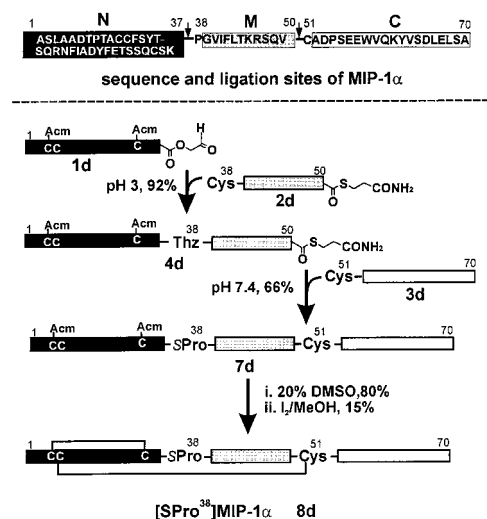 N 37 38 M 50 51 C 70
ASLAADTPTACCFSYT-
SQRNFIADYFETSSQCSK
PGVIFLTKRSQV CADPSEEWVQKYVSDLELSA
sequence and ligation sites of MIP-1α
1 Acm Acm H
CC C O O O
1d
38 50
pH 3, 92% Cys S CONH₂
O
2d
1 Acm Acm 38 50 S CONH₂
CC C Thz O
4d
51 70
Cys
pH 7.4, 66% 3d
1 Acm Acm 38 51 70
CC C SPro Cys
7d
i. 20% DMSO,80%
ii. I₂/MeOH, 15%
1 38 51 70
CC C SPro Cys
[SPro³⁸]MIP-1α 8d